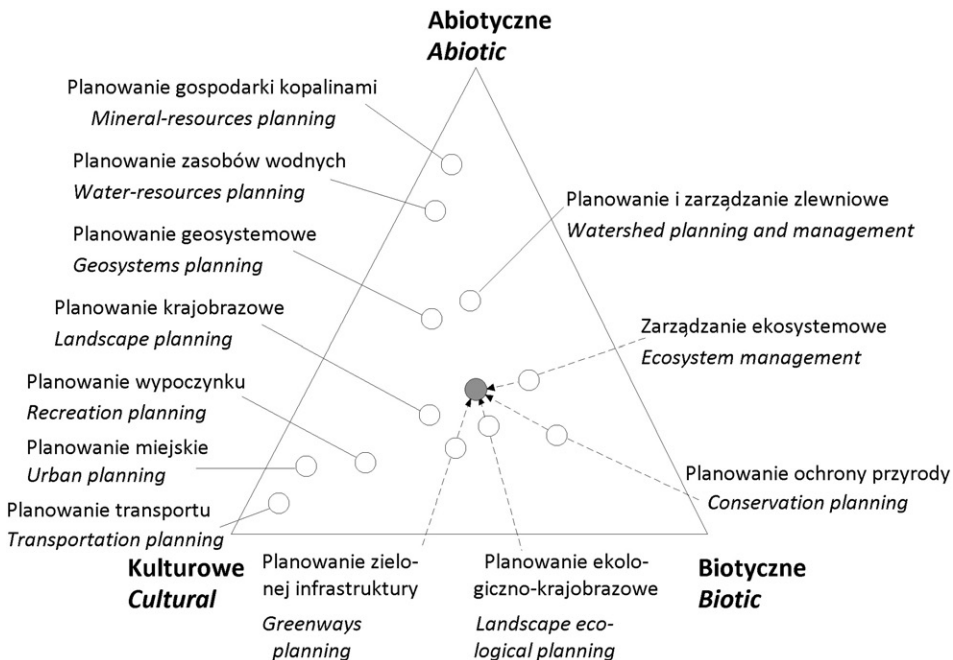 Abiotyczne
Abiotic
Planowanie gospodarki kopalinami
Mineral-resources planning
Planowanie zasobów wodnych
Water-resources planning
Planowanie i zarządzanie zlewniowe
Watershed planning and management
Planowanie geosystemowe
Geosystems planning
Planowanie krajobrazowe
Landscape planning
Zarządzanie ekosystemowe
Ecosystem management
Planowanie wypoczynku
Recreation planning
Planowanie miejskie
Urban planning
Planowanie ochrony przyrody
Conservation planning
Planowanie transportu
Transportation planning
Kulturowe
Cultural
Planowanie zielo-
nej infrastruktury
Greenways
planning
Planowanie ekolo-
giczno-krajobrazowe
Landscape eco-
logical planning
Biotyczne
Biotic